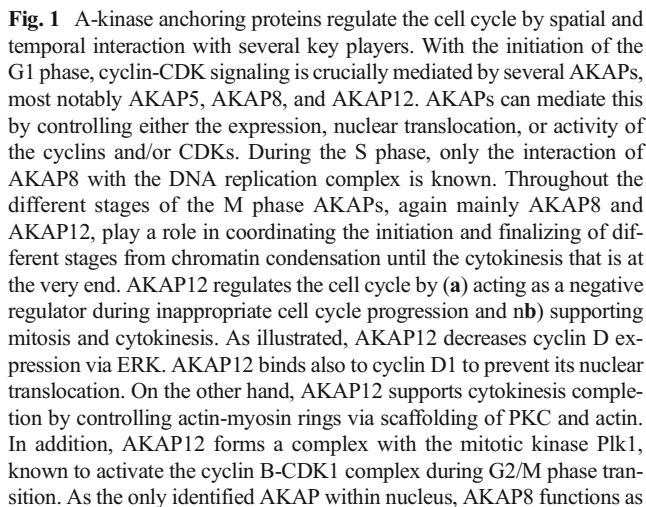 Fig. 1 A-kinase anchoring proteins regulate the cell cycle by spatial and
temporal interaction with several key players. With the initiation of the
G1 phase, cyclin-CDK signaling is crucially mediated by several AKAPs,
most notably AKAP5, AKAP8, and AKAP12. AKAPs can mediate this
by controlling either the expression, nuclear translocation, or activity of
the cyclins and/or CDKs. During the S phase, only the interaction of
AKAP8 with the DNA replication complex is known. Throughout the
different stages of the M phase AKAPs, again mainly AKAP8 and
AKAP12, play a role in coordinating the initiation and finalizing of dif-
ferent stages from chromatin condensation until the cytokinesis that is at
the very end. AKAP12 regulates the cell cycle by (a) acting as a negative
regulator during inappropriate cell cycle progression and nb) supporting
mitosis and cytokinesis. As illustrated, AKAP12 decreases cyclin D ex-
pression via ERK. AKAP12 binds also to cyclin D1 to prevent its nuclear
translocation. On the other hand, AKAP12 supports cytokinesis comple-
tion by controlling actin-myosin rings via scaffolding of PKC and actin.
In addition, AKAP12 forms a complex with the mitotic kinase Plk1,
known to activate the cyclin B-CDK1 complex during G2/M phase tran-
sition. As the only identified AKAP within nucleus, AKAP8 functions as